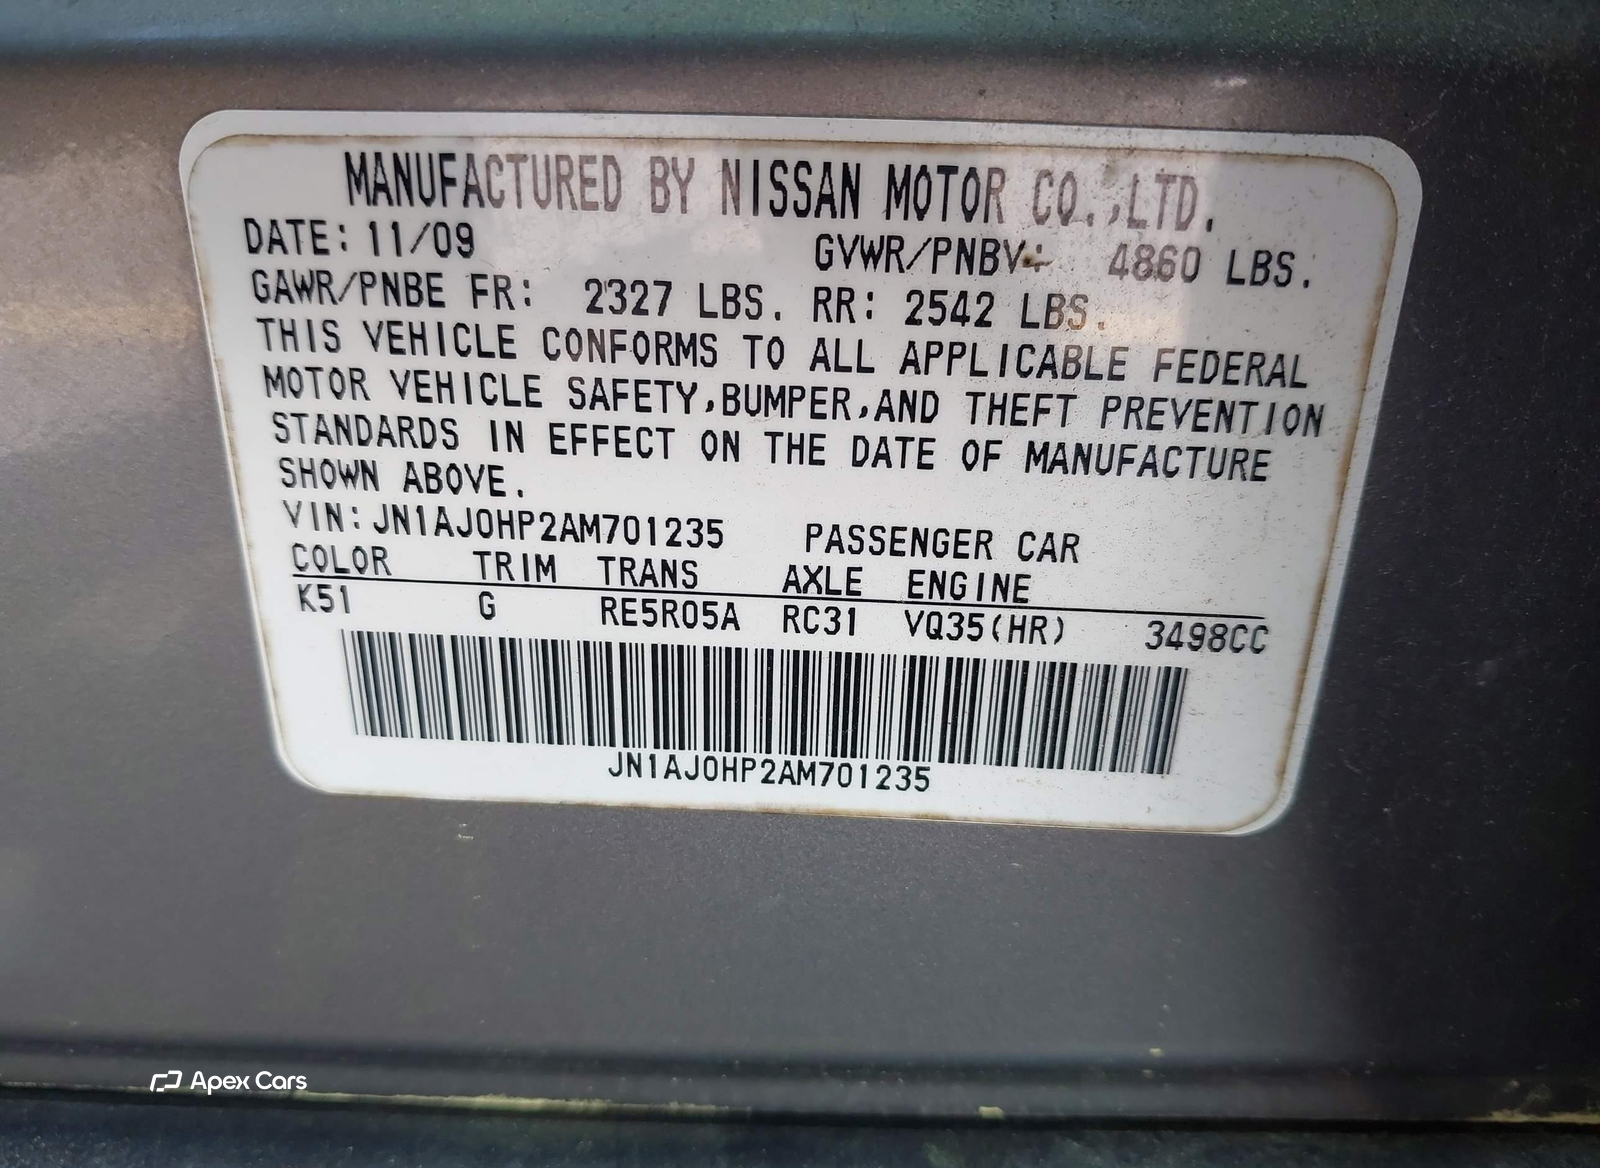 MANUFACTURED BY NISSAN MOTOR CO.,LTD.
DATE: 11/09 GVWR/PNBV: 4860 LBS.
GAWR/PNBE FR: 2327 LBS. RR: 2542 LBS.
THIS VEHICLE CONFORMS TO ALL APPLICABLE FEDERAL
MOTOR VEHICLE SAFETY,BUMPER,AND THEFT PREVENTION
STANDARDS IN EFFECT ON THE DATE OF MANUFACTURE
SHOWN ABOVE.
VIN: JN1AJ0HP2AM701235 PASSENGER CAR
COLOR TRIM TRANS AXLE ENGINE
K51 G RE5R05A RC31 VQ35(HR) 3498CC
JN1AJ0HP2AM701235
Apex Cars